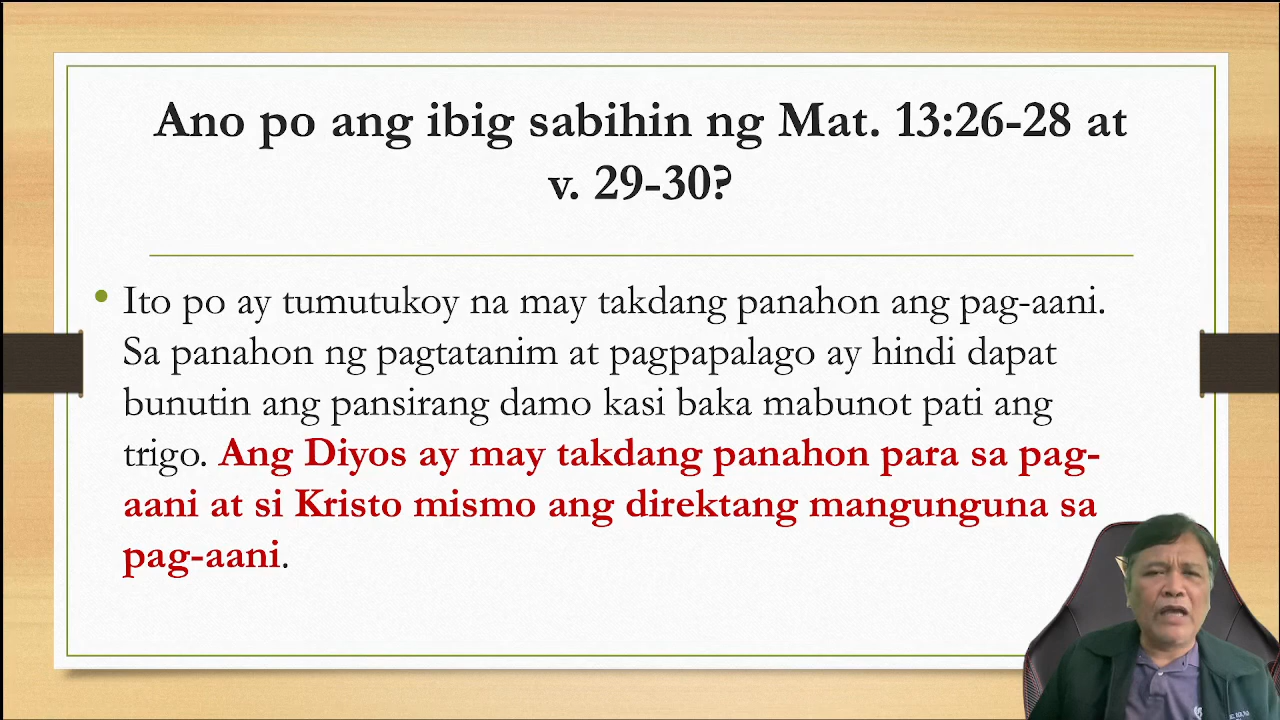 Ano po ang ibig sabihin ng Mat. 13:26-28 at
v. 29-30?
• Ito po ay tumutukoy na may takdang panahon ang pag-aani.
Sa panahon ng pagtatanim at pagpapalago ay hindi dapat
bunutin ang pansirang damo kasi baka mabunot pati ang
trigo. Ang Diyos ay may takdang panahon para sa pag-
aani at si Kristo mismo ang direktang mangunguna sa
pag-aani.